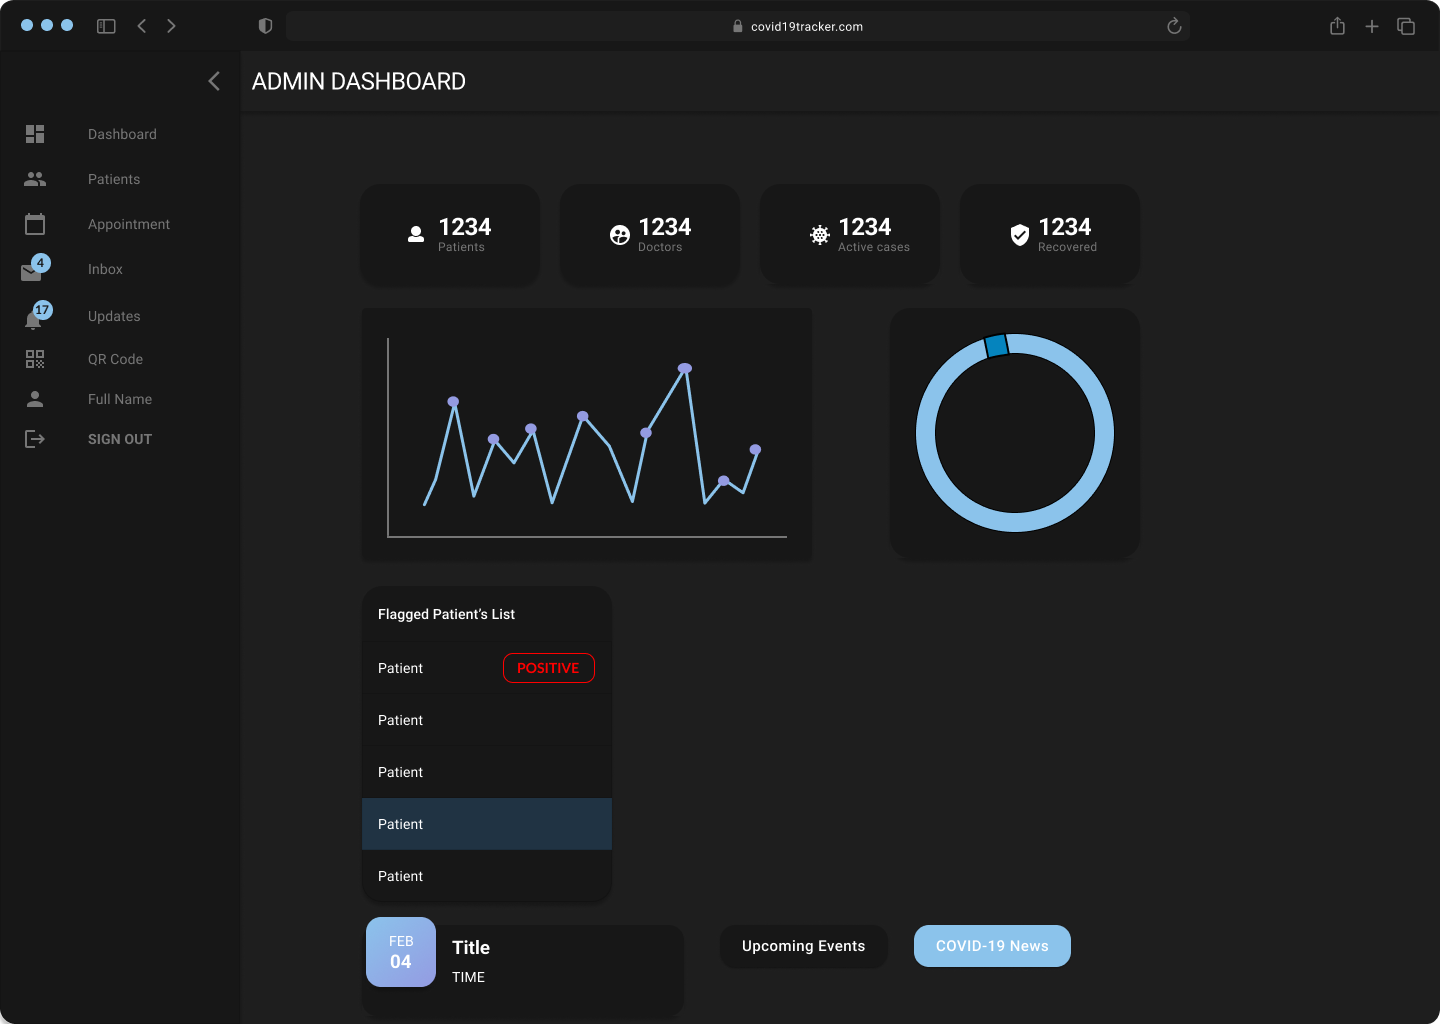 covid19tracker.com
ADMIN DASHBOARD
Dashboard
Patients
Appointment
4
Inbox
17
Updates
QR Code
Full Name
SIGN OUT
1234
Patients
1234
Doctors
1234
Active cases
1234
Recovered
Flagged Patient's List
Patient POSITIVE
Patient
Patient
Patient
Patient
FEB
04
Title
TIME
Upcoming Events
COVID-19 News